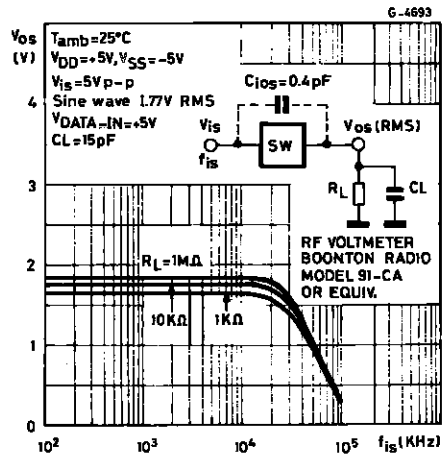 G-4693
Vos
(V)
Tamb=25°C
VDD=+5V,VSS=-5V
Vis=5Vp-p
Sine wave 1.77V RMS
VDATA-IN=+5V
CL=15pF
Cios=0.4pF
Vis
fis
SW
Vos(RMS)
RL
CL
RF VOLTMETER
BOONTON RADIO
MODEL 91-CA
OR EQUIV.
RL=1MΩ
10KΩ
1KΩ
4
3
2
1
0
10²
10³
10⁴
10⁵
fis(KHz)